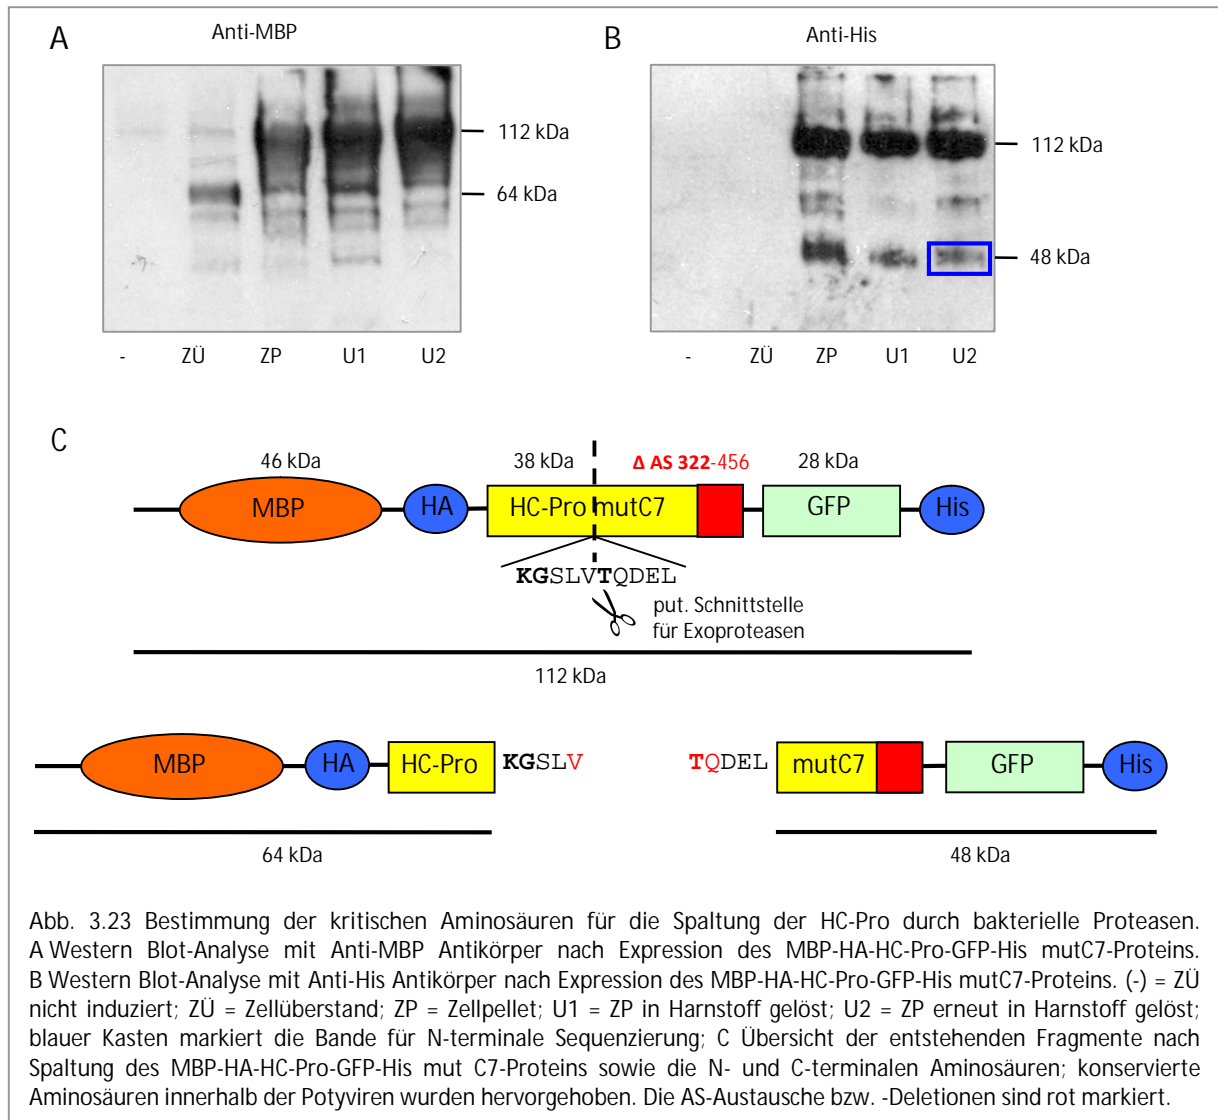 A
Anti-MBP
112 kDa
64 kDa
- ZÜ ZP U1 U2
B
Anti-His
112 kDa
48 kDa
- ZÜ ZP U1 U2
C
46 kDa 38 kDa Δ AS 322-456 28 kDa
MBP HA HC-Pro mutC7 GFP His
KGSLVTQDEL
put. Schnittstelle
für Exoproteasen
112 kDa
MBP HA HC-Pro KGSLV TQDEL mutC7 GFP His
64 kDa 48 kDa
Abb. 3.23 Bestimmung der kritischen Aminosäuren für die Spaltung der HC-Pro durch bakterielle Proteasen.
A Western Blot-Analyse mit Anti-MBP Antikörper nach Expression des MBP-HA-HC-Pro-GFP-His mutC7-Proteins.
B Western Blot-Analyse mit Anti-His Antikörper nach Expression des MBP-HA-HC-Pro-GFP-His mutC7-Proteins. (-) = ZÜ
nicht induziert; ZÜ = Zellüberstand; ZP = Zellpellet; U1 = ZP in Harnstoff gelöst; U2 = ZP erneut in Harnstoff gelöst;
blauer Kasten markiert die Bande für N-terminale Sequenzierung; C Übersicht der entstehenden Fragmente nach
Spaltung des MBP-HA-HC-Pro-GFP-His mut C7-Proteins sowie die N- und C-terminalen Aminosäuren; konservierte
Aminosäuren innerhalb der Potyviren wurden hervorgehoben. Die AS-Austausche bzw. -Deletionen sind rot markiert.